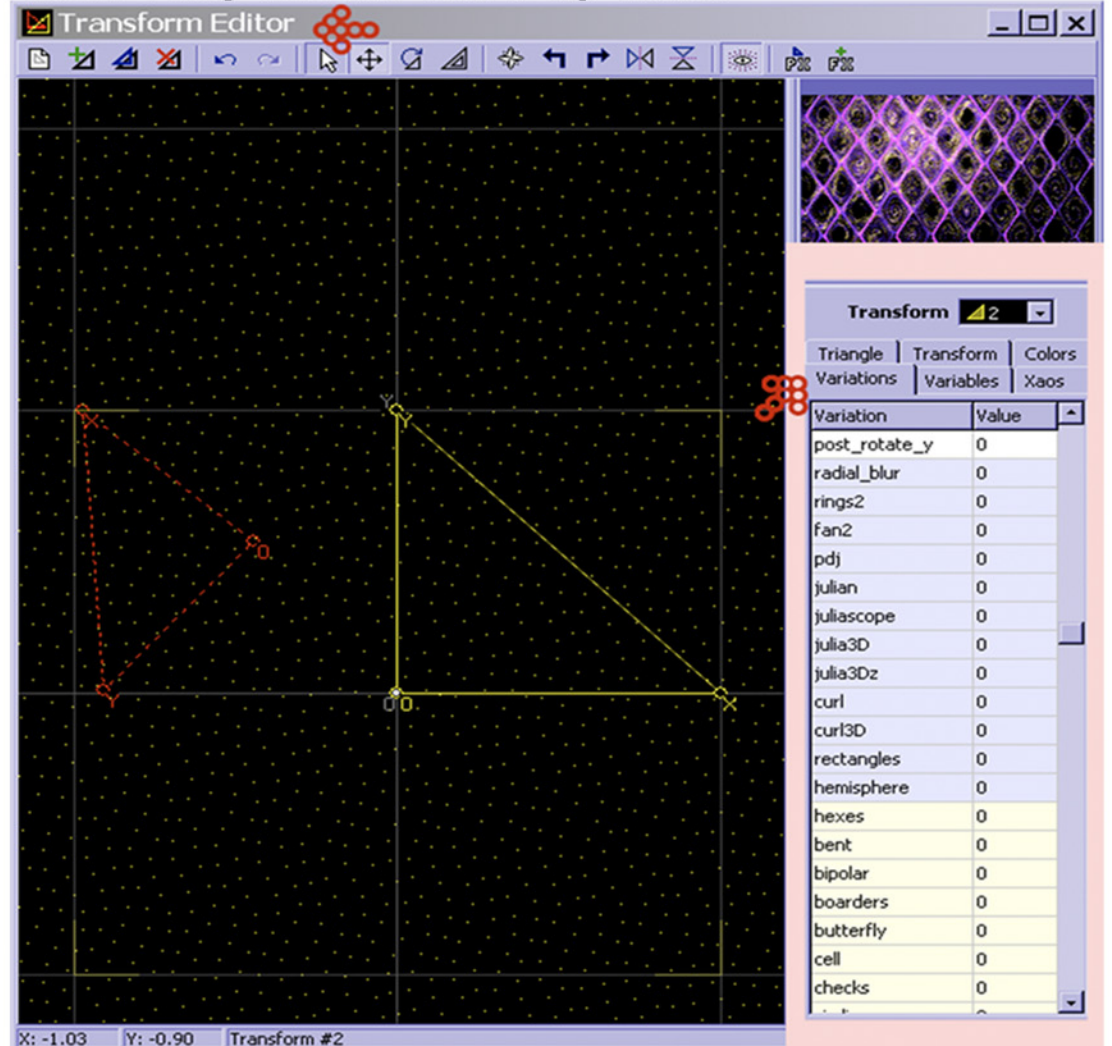 Transform Editor
Transform 2
Triangle Transform Colors
Variations Variables Xaos
Variation Value
post_rotate_y 0
radial_blur 0
rings2 0
fan2 0
pdj 0
julian 0
juliascope 0
julia3D 0
julia3Dz 0
curl 0
curl3D 0
rectangles 0
hemisphere 0
hexes 0
bent 0
bipolar 0
boarders 0
butterfly 0
cell 0
checks 0
X
O
Y
Y
Y
O O
X
X: -1.03 Y: -0.90 Transform #2